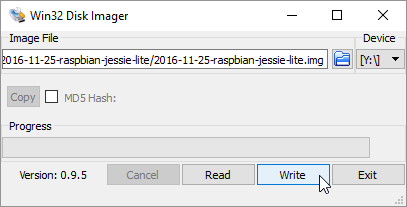 Win32 Disk Imager
Image File
Device
2016-11-25-raspbian-jessie-lite/2016-11-25-raspbian-jessie-lite.img
[Y:\]
Copy
MD5 Hash:
Progress
Version: 0.9.5
Cancel
Read
Write
Exit